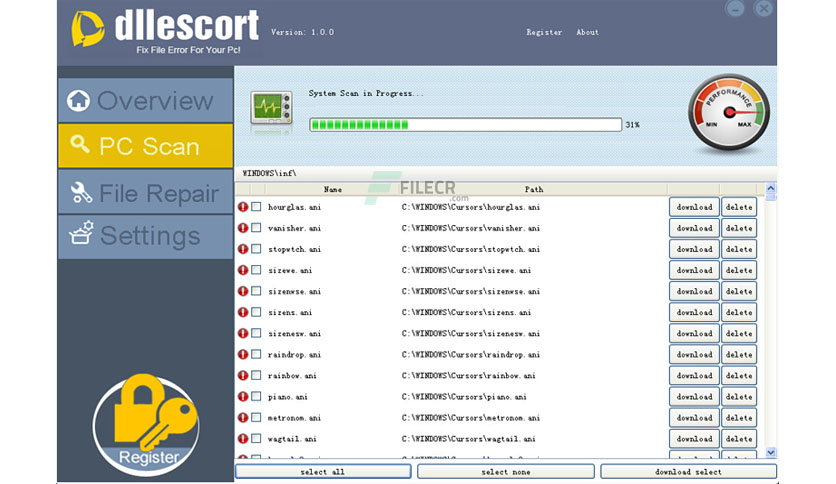 dllescort
Fix File Error For Your Pc!
Version: 1.0.0
Register About
Overview
PC Scan
File Repair
Settings
Register
System Scan in Progress...
31%
PERFORMANCE
MIN MAX
WINDOWS\inf\
FILECR
.com
Name Path
hourglas.ani C:\WINDOWS\Cursors\hourglas.ani download delete
vanisher.ani C:\WINDOWS\Cursors\vanisher.ani download delete
stopwtch.ani C:\WINDOWS\Cursors\stopwtch.ani download delete
sizewe.ani C:\WINDOWS\Cursors\sizewe.ani download delete
sizenwse.ani C:\WINDOWS\Cursors\sizenwse.ani download delete
sizens.ani C:\WINDOWS\Cursors\sizens.ani download delete
sizenesw.ani C:\WINDOWS\Cursors\sizenesw.ani download delete
raindrop.ani C:\WINDOWS\Cursors\raindrop.ani download delete
rainbow.ani C:\WINDOWS\Cursors\rainbow.ani download delete
piano.ani C:\WINDOWS\Cursors\piano.ani download delete
metronom.ani C:\WINDOWS\Cursors\metronom.ani download delete
wagtail.ani C:\WINDOWS\Cursors\wagtail.ani download delete
select all select none download select